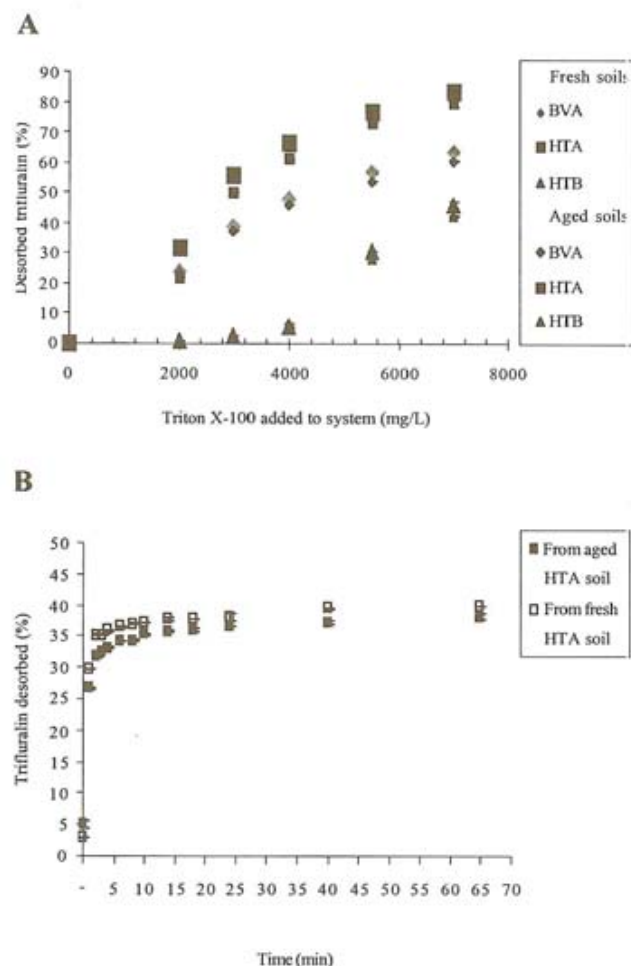 A
Desorbed trifluralin (%)
90
80
70
60
50
40
30
20
10
0
0 2000 4000 6000 8000
Triton X-100 added to system (mg/L)
Fresh soils
BVA
HTA
HTB
Aged soils
BVA
HTA
HTB
B
Trifluralin desorbed (%)
50
45
40
35
30
25
20
15
10
5
0
- 5 10 15 20 25 30 35 40 45 50 55 60 65 70
Time (min)
From aged
HTA soil
From fresh
HTA soil